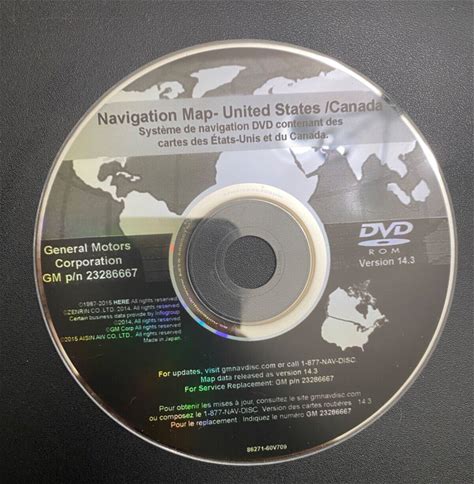 Navigation Map- United States /Canada
Système de navigation DVD contenant des
cartes des États-Unis et du Canada.
General Motors
Corporation
GM p/n 23286667
DVD
ROM
Version 14.3
©1987-2015 HERE All rights reserved
©ZENRIN CO., LTD. 2014. All rights reserved.
Certain business data provide by Infogroup
©2014, All rights reserved.
©GM Corp All rights reserved
©2015 AISIN AW CO., LTD. All rights reserved.
Made in Japan.
For updates, visit gmnavdisc.com or call 1-877-NAV-DISC.
Map data released as version 14.3
For Service Replacement: GM p/n 23286667
Pour obtenir les mises à jour, consultez le site gmnavdisc.com
ou composez le 1-877-NAV-DISC. Version des cartes routières : 14.3
Pour le remplacement : Indiquez le numéro GM 23286667
86271-60V709